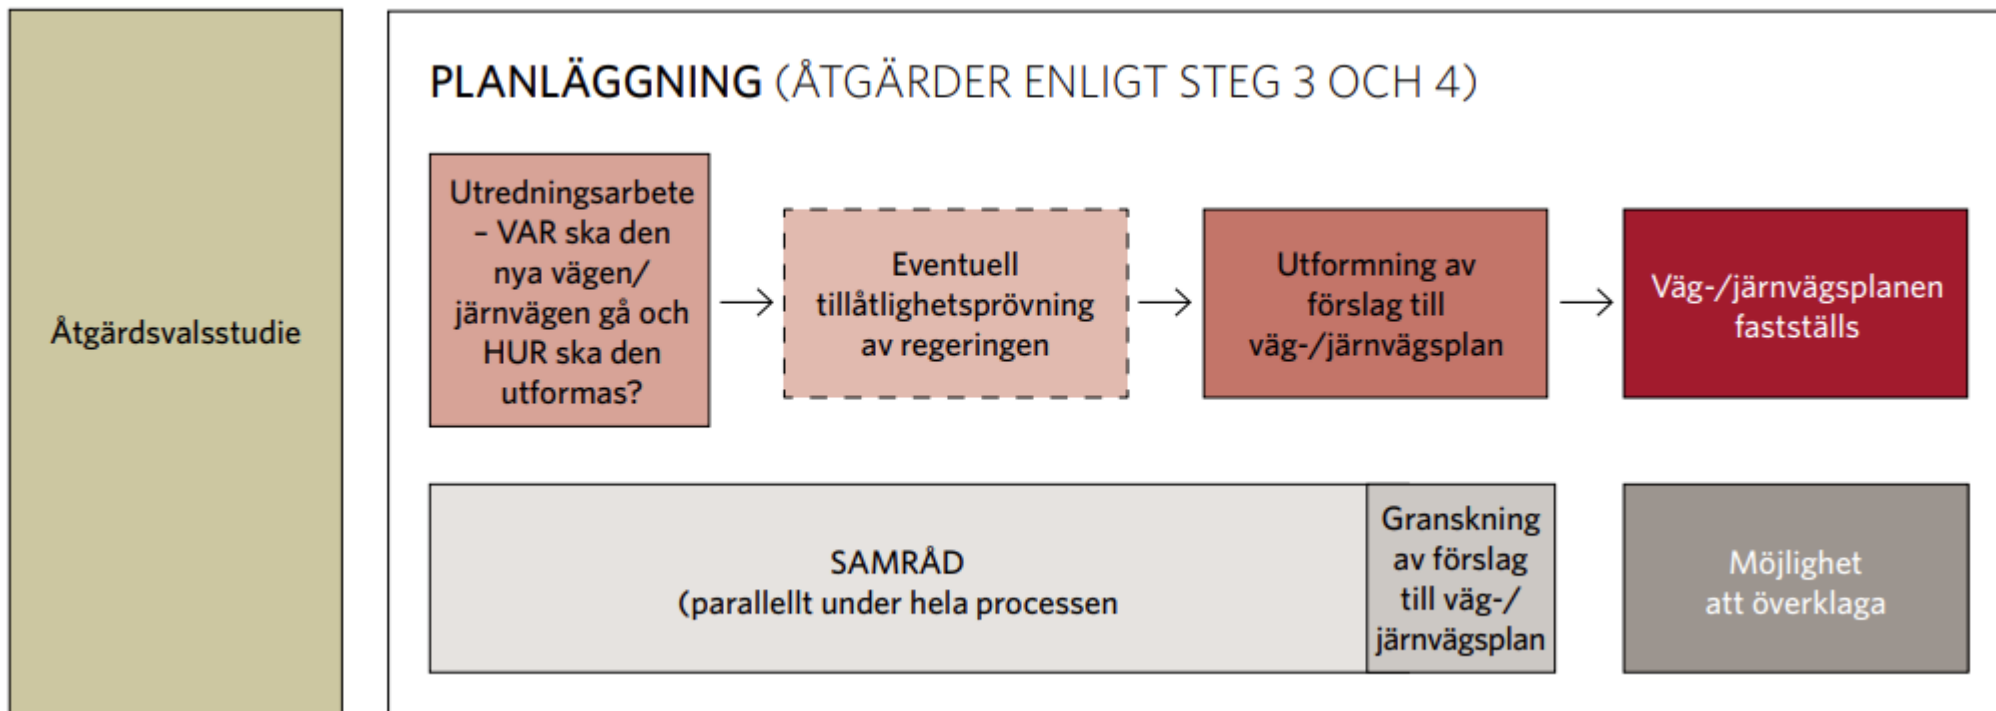 Åtgärdsvalsstudie
PLANLÄGGNING (ÅTGÄRDER ENLIGT STEG 3 OCH 4)
Utredningsarbete
– VAR ska den
nya vägen/
järnvägen gå och
HUR ska den
utformas?
Eventuell
tillåtlighetsprövning
av regeringen
Utformning av
förslag till
väg-/järnvägsplan
Väg-/järnvägsplanen
fastställs
SAMRÅD
(parallellt under hela processen
Granskning
av förslag
till väg-/
järnvägsplan
Möjlighet
att överklaga